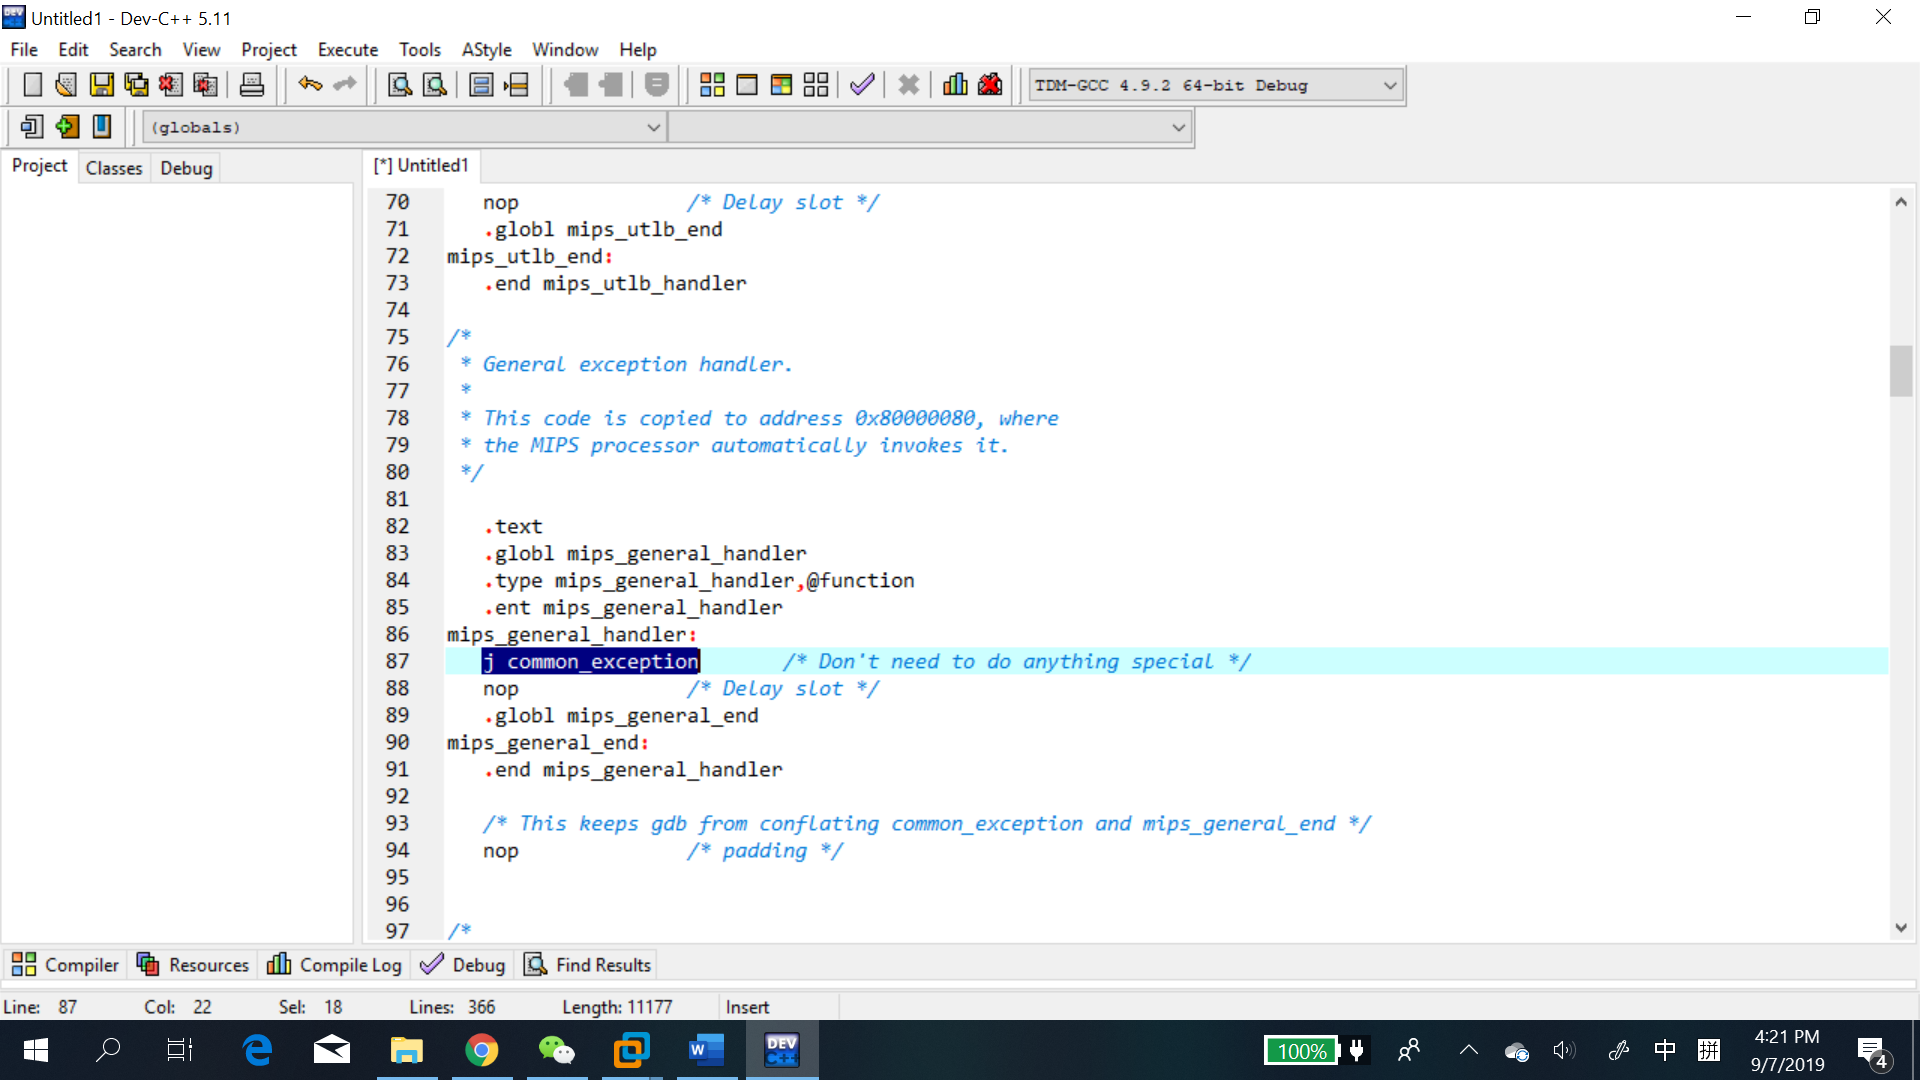 Untitled1 - Dev-C++ 5.11
File Edit Search View Project Execute Tools AStyle Window Help
TDM-GCC 4.9.2 64-bit Debug
(globals)
Project Classes Debug
[*] Untitled1
70 nop /* Delay slot */
71 .globl mips_utlb_end
72 mips_utlb_end:
73 .end mips_utlb_handler
74
75 /*
76 * General exception handler.
77 *
78 * This code is copied to address 0x80000080, where
79 * the MIPS processor automatically invokes it.
80 */
81
82 .text
83 .globl mips_general_handler
84 .type mips_general_handler,@function
85 .ent mips_general_handler
86 mips_general_handler:
87 j common_exception /* Don't need to do anything special */
88 nop /* Delay slot */
89 .globl mips_general_end
90 mips_general_end:
91 .end mips_general_handler
92
93 /* This keeps gdb from conflating common_exception and mips_general_end */
94 nop /* padding */
95
96
97 /*
Compiler Resources Compile Log Debug Find Results
Line: 87 Col: 22 Sel: 18 Lines: 366 Length: 11177 Insert
W DEV C++ 100% 中 拼 4:21 PM
9/7/2019 4